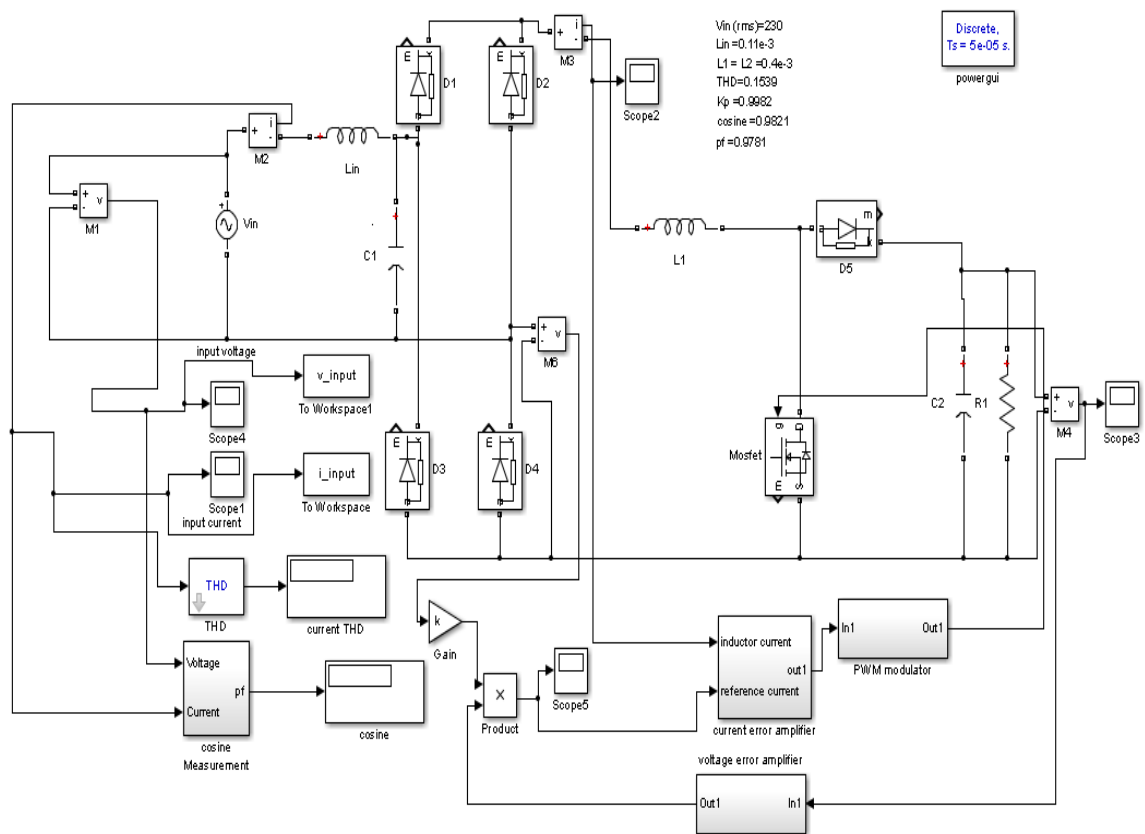 Vin (rms)=230
Lin =0.11e-3
L1 = L2 =0.4e-3
THD=0.1539
Kp =0.9982
cosine =0.9821
pf =0.9781
Discrete,
Ts = 5e-05 s.
powergui
m k
D1
m k
D2
+ i -
M3
Scope2
+ i -
M2
Lin
+ v -
M1
+
Vin
C1
L1
m
k
D5
+ v -
M6
input voltage
v_input
To Workspace1
Scope4
i_input
To Workspace
Scope1
input current
m k a
D3
m k a
D4
g D
m S
Mosfet
C2
R1
+ v -
M4
Scope3
THD
THD
current THD
k
Gain
Voltage
pf
Current
cosine
Measurement
cosine
X
Product
Scope5
inductor current
out1
reference current
current error amplifier
In1
Out1
PWM modulator
voltage error amplifier
Out1
In1